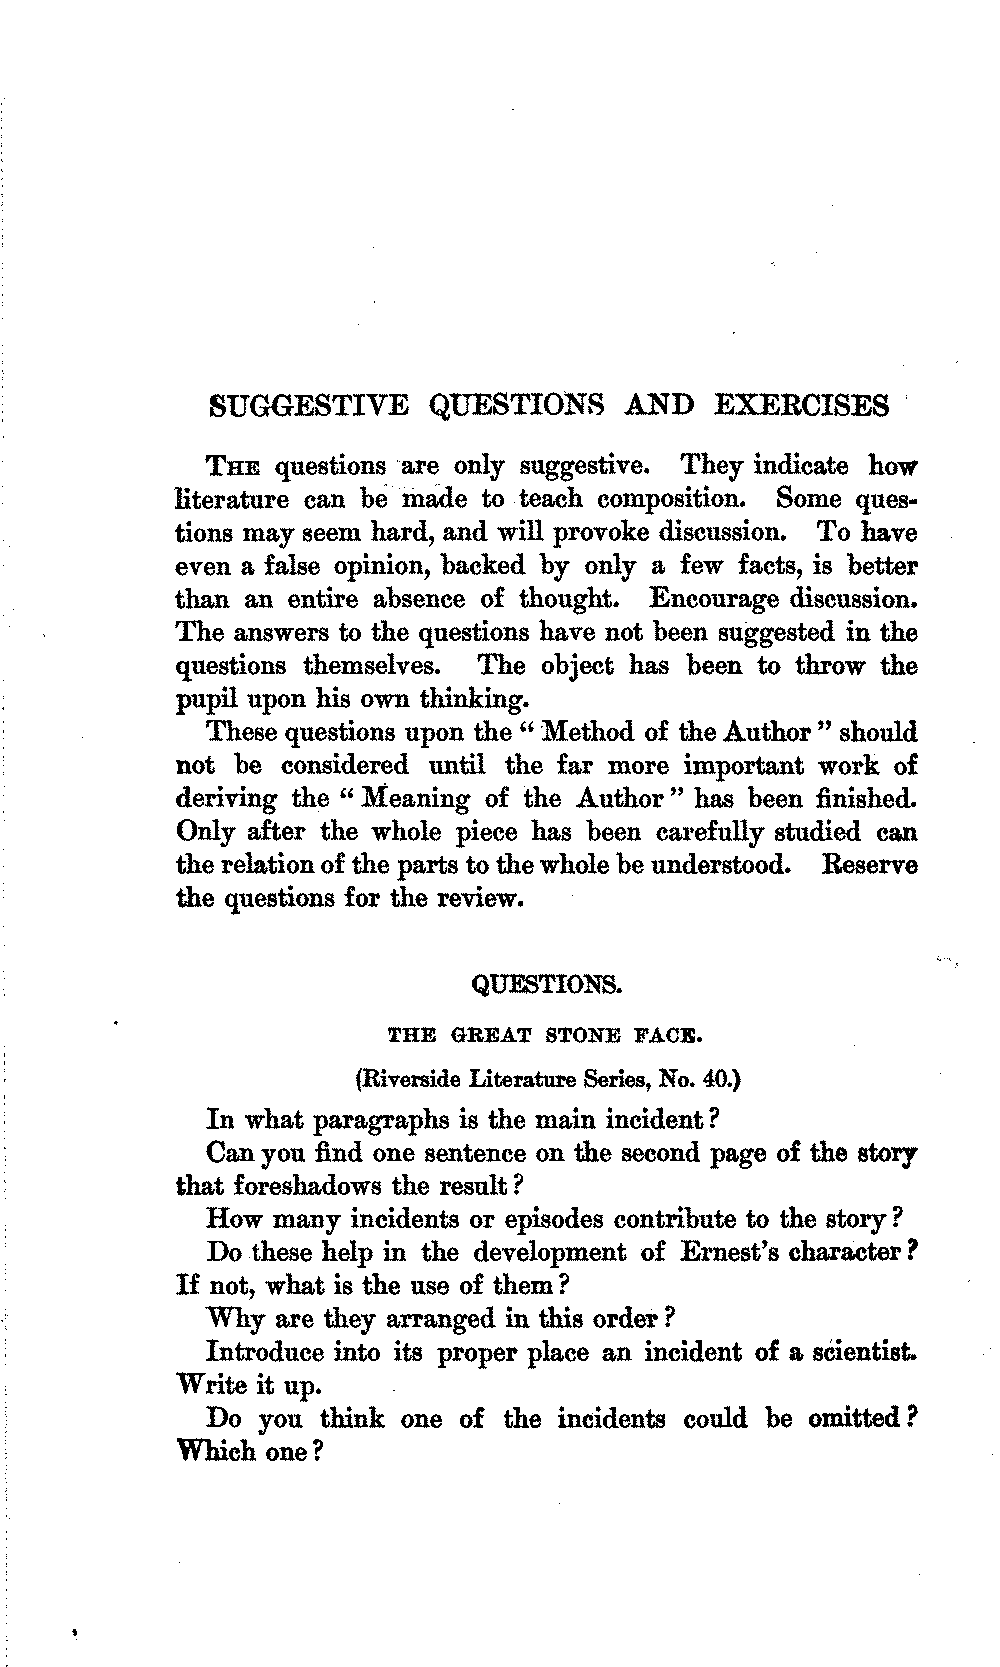 SUGGESTIVE QUESTIONS AND EXERCISES
THE questions are only suggestive. They indicate how
literature can be made to teach composition. Some ques-
tions may seem hard, and will provoke discussion. To have
even a false opinion, backed by only a few facts, is better
than an entire absence of thought. Encourage discussion.
The answers to the questions have not been suggested in the
questions themselves. The object has been to throw the
pupil upon his own thinking.
These questions upon the “ Method of the Author ” should
not be considered until the far more important work of
deriving the “ Meaning of the Author ” has been finished.
Only after the whole piece has been carefully studied can
the relation of the parts to the whole be understood. Reserve
the questions for the review.
QUESTIONS.
THE GREAT STONE FACE.
(Riverside Literature Series, No. 40.)
In what paragraphs is the main incident?
Can you find one sentence on the second page of the story
that foreshadows the result?
How many incidents or episodes contribute to the story?
Do these help in the development of Ernest's character?
If not, what is the use of them?
Why are they arranged in this order?
Introduce into its proper place an incident of a scientist.
Write it up.
Do you think one of the incidents could be omitted?
Which one?